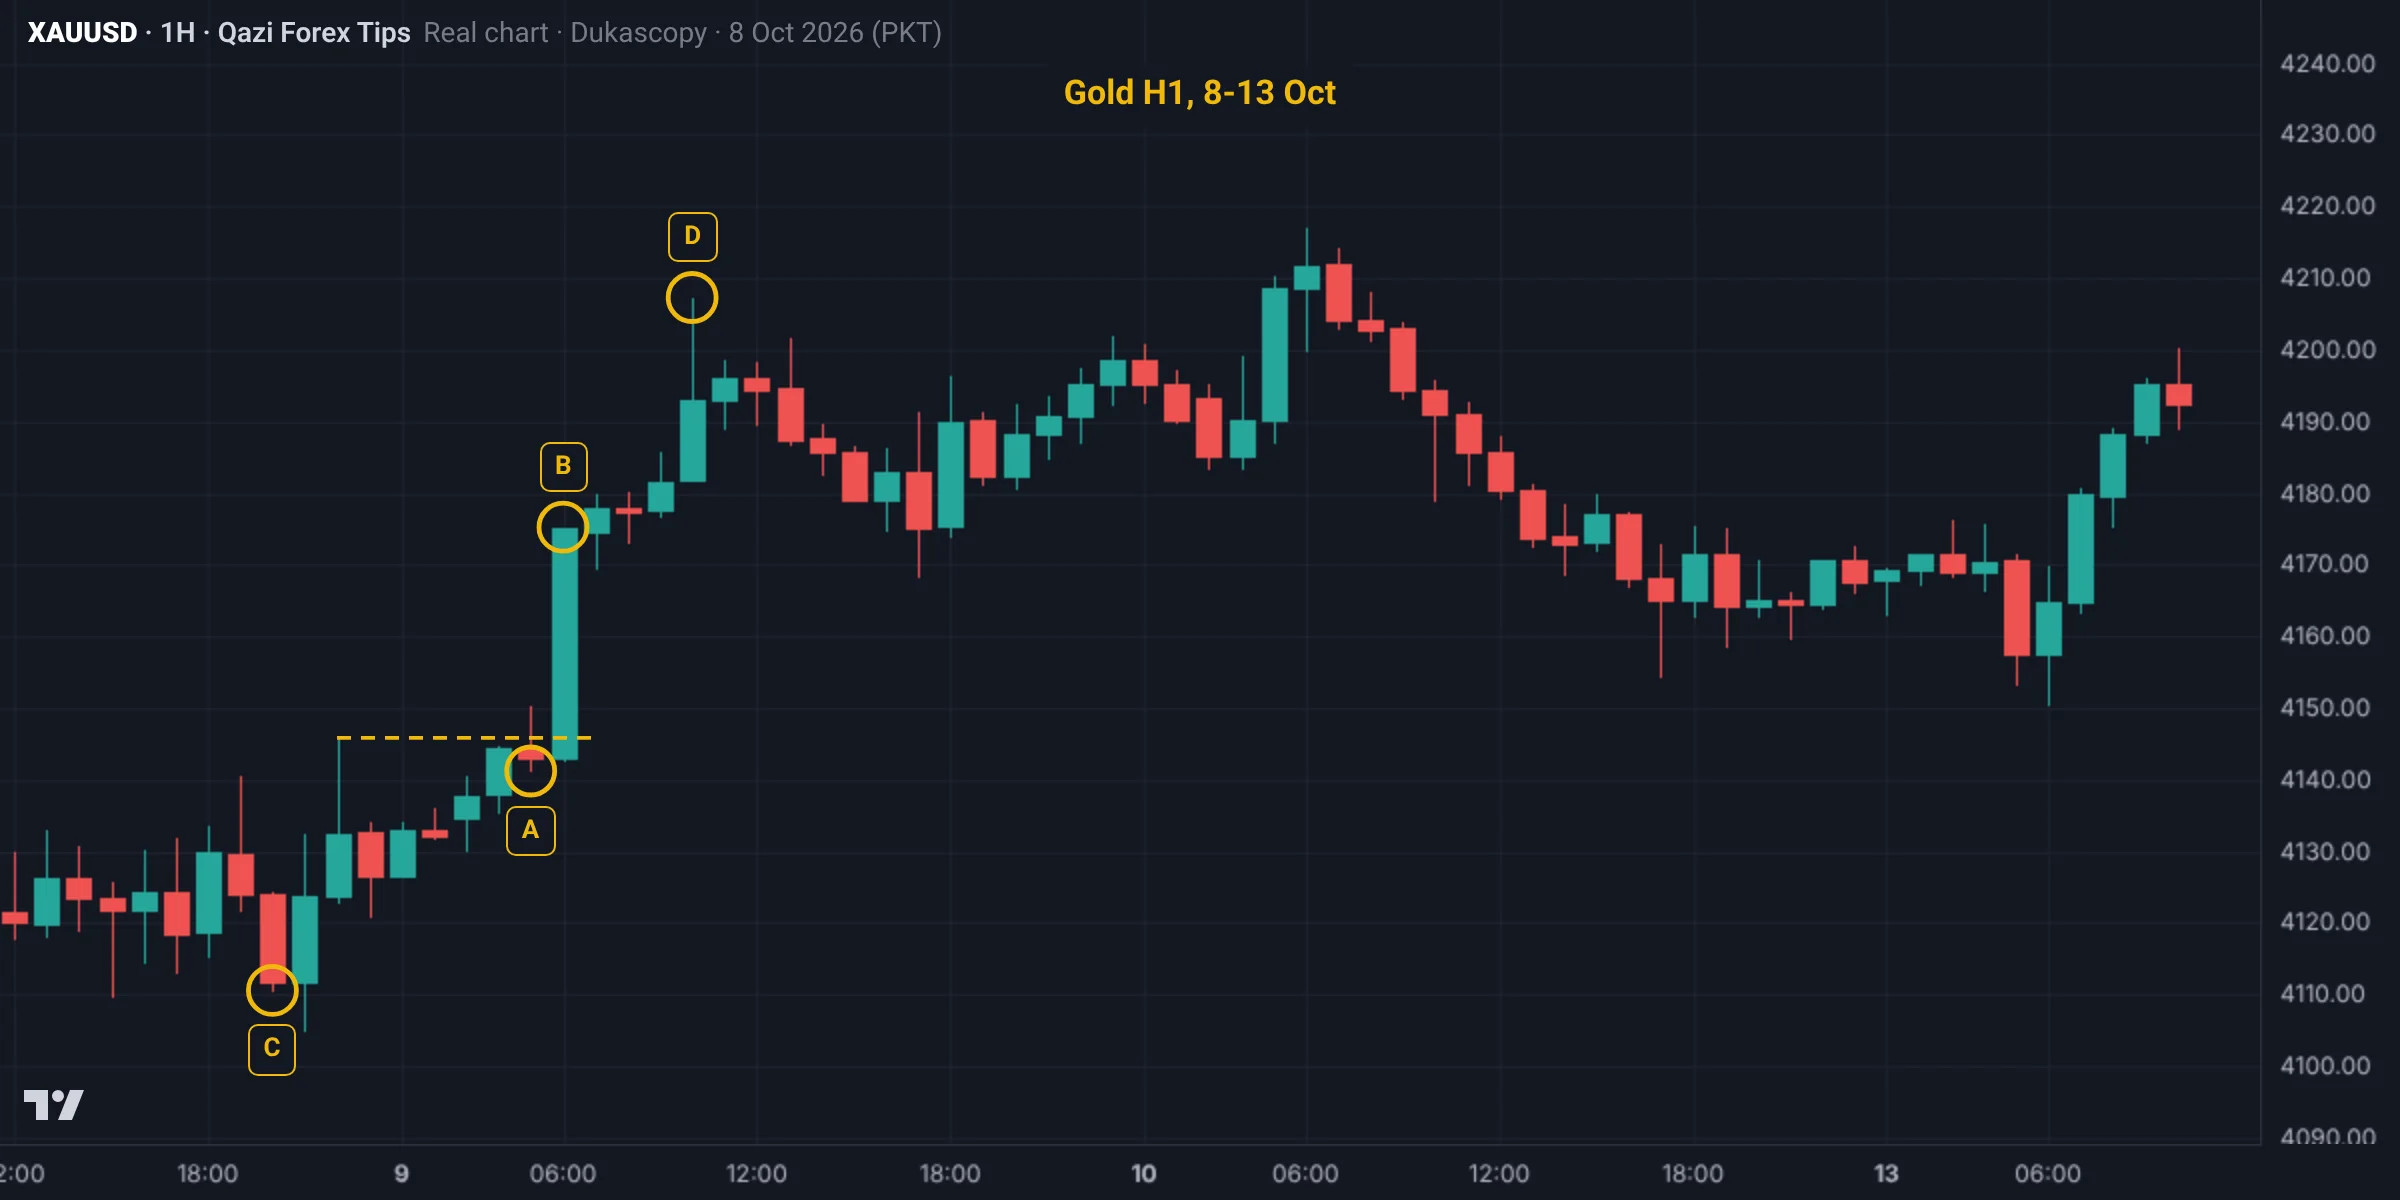 XAUUSD · 1H · Qazi Forex Tips Real chart · Dukascopy · 8 Oct 2026 (PKT)
Gold H1, 8-13 Oct
D
B
A
C
4240.00
4230.00
4220.00
4210.00
4200.00
4190.00
4180.00
4170.00
4160.00
4150.00
4140.00
4130.00
4120.00
4110.00
4100.00
4090.00
2:00 18:00 9 06:00 12:00 18:00 10 06:00 12:00 18:00 13 06:00